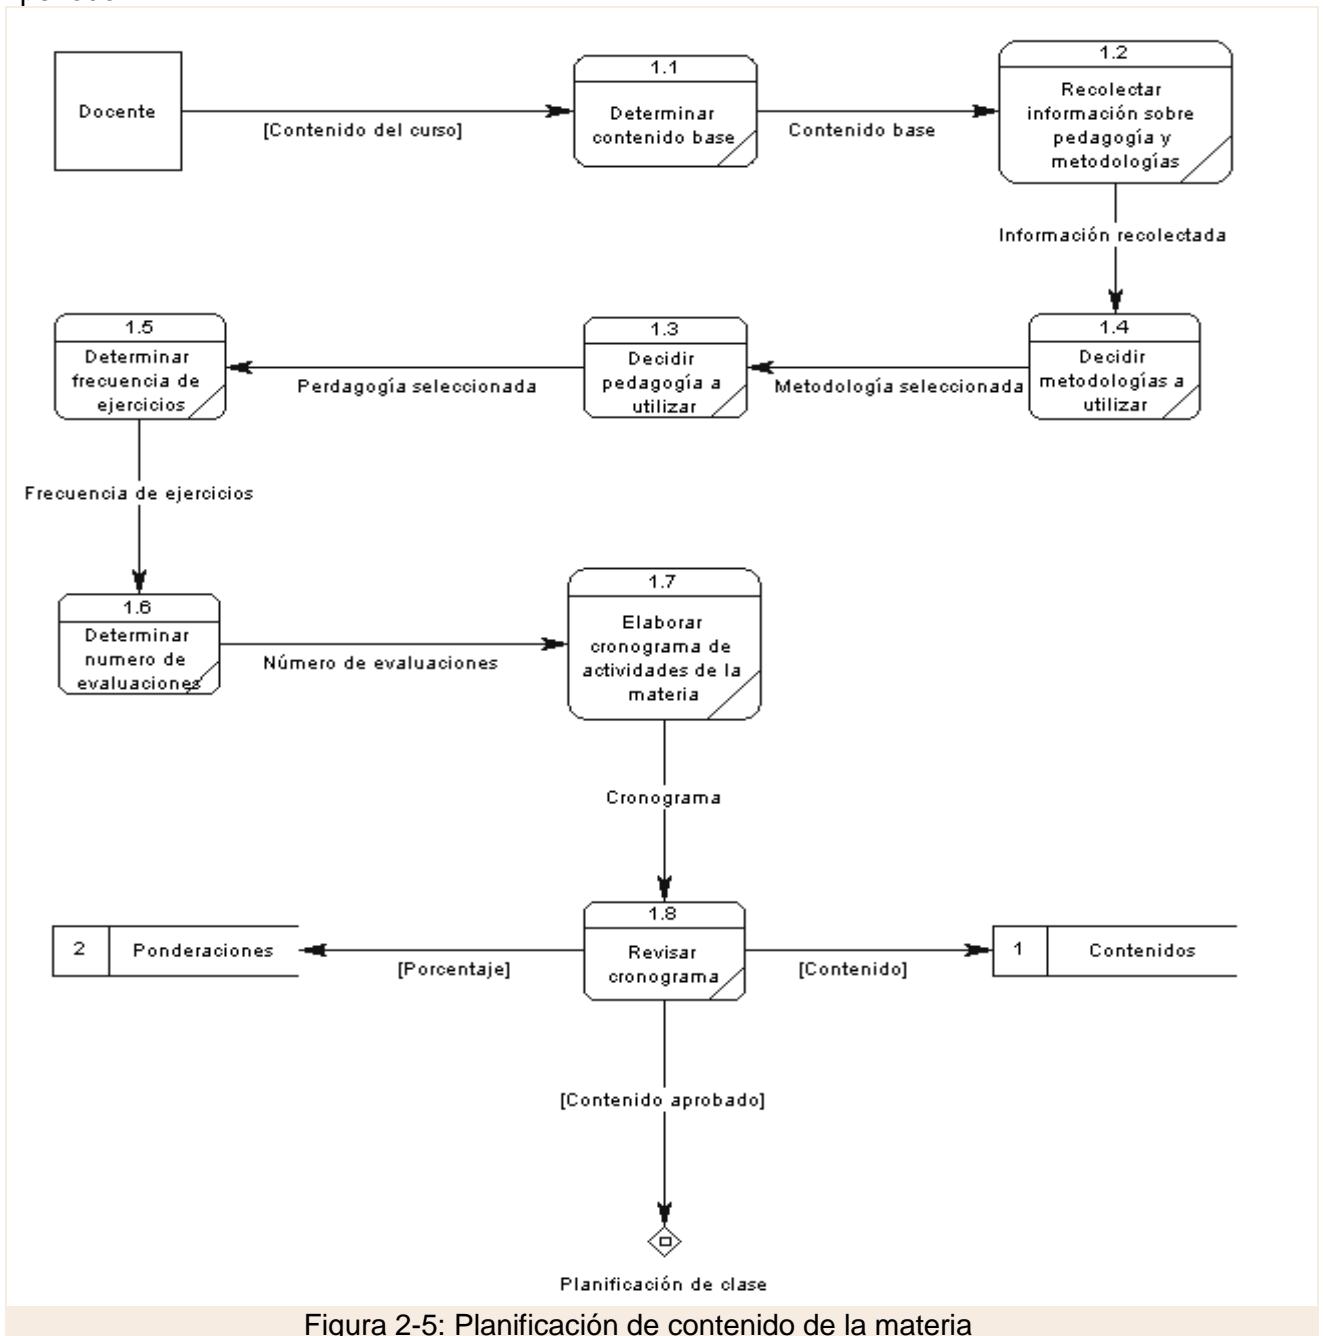 1.1
1.2
Docente
Determinar
contenido base
Recolectar
información sobre
pedagogía y
metodologías
[Contenido del curso]
Contenido base
Información recolectada
1.5
Determinar
frecuencia de
ejercicios
Perdagogía seleccionada
1.3
Decidir
pedagogía a
utilizar
Metodología seleccionada
1.4
Decidir
metodologías a
utilizar
Frecuencia de ejercicios
1.6
Determinar
numero de
evaluaciones
Número de evaluaciones
1.7
Elaborar
cronograma de
actividades de la
materia
Cronograma
2
Ponderaciones
[Porcentaje]
1.8
Revisar
cronograma
[Contenido]
1
Contenidos
[Contenido aprobado]
Planificación de clase
Figura 2-5: Planificación de contenido de la materia